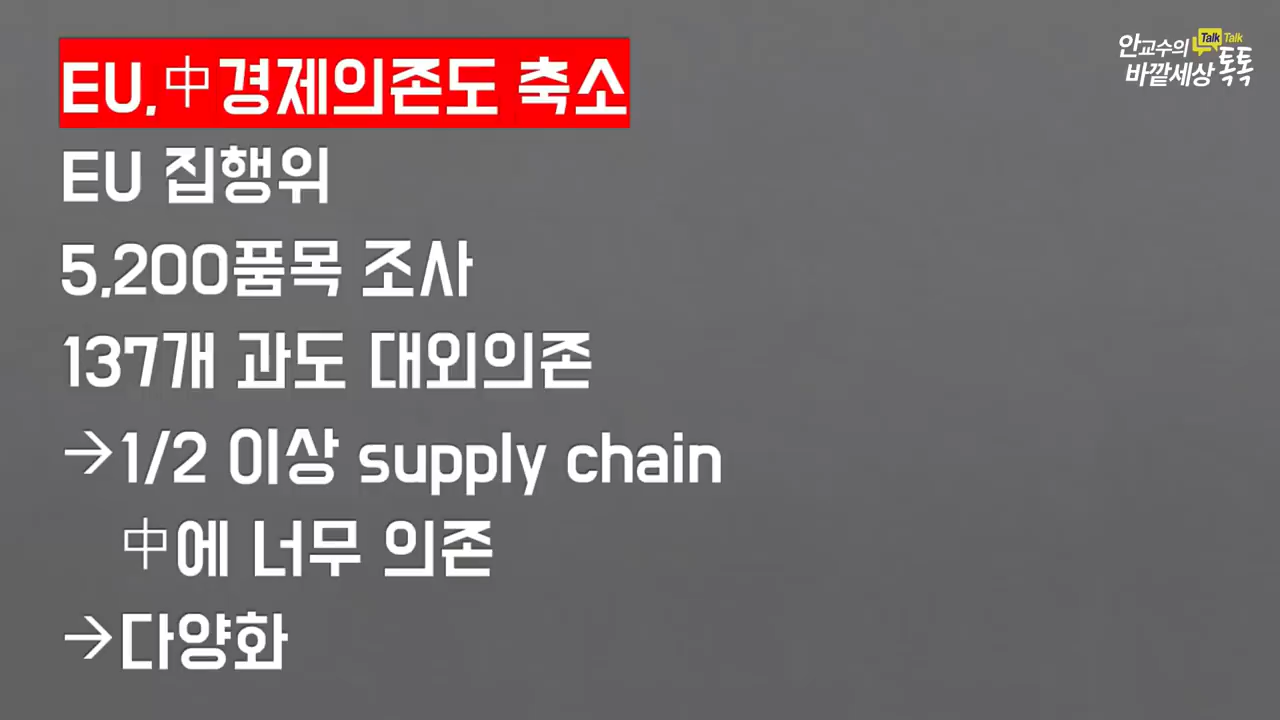 EU,中경제의존도 축소
EU 집행위
5,200품목 조사
137개 과도 대외의존
→1/2 이상 supply chain
中에 너무 의존
→다양화
안교수의 Talk Talk
바깥세상 톡톡